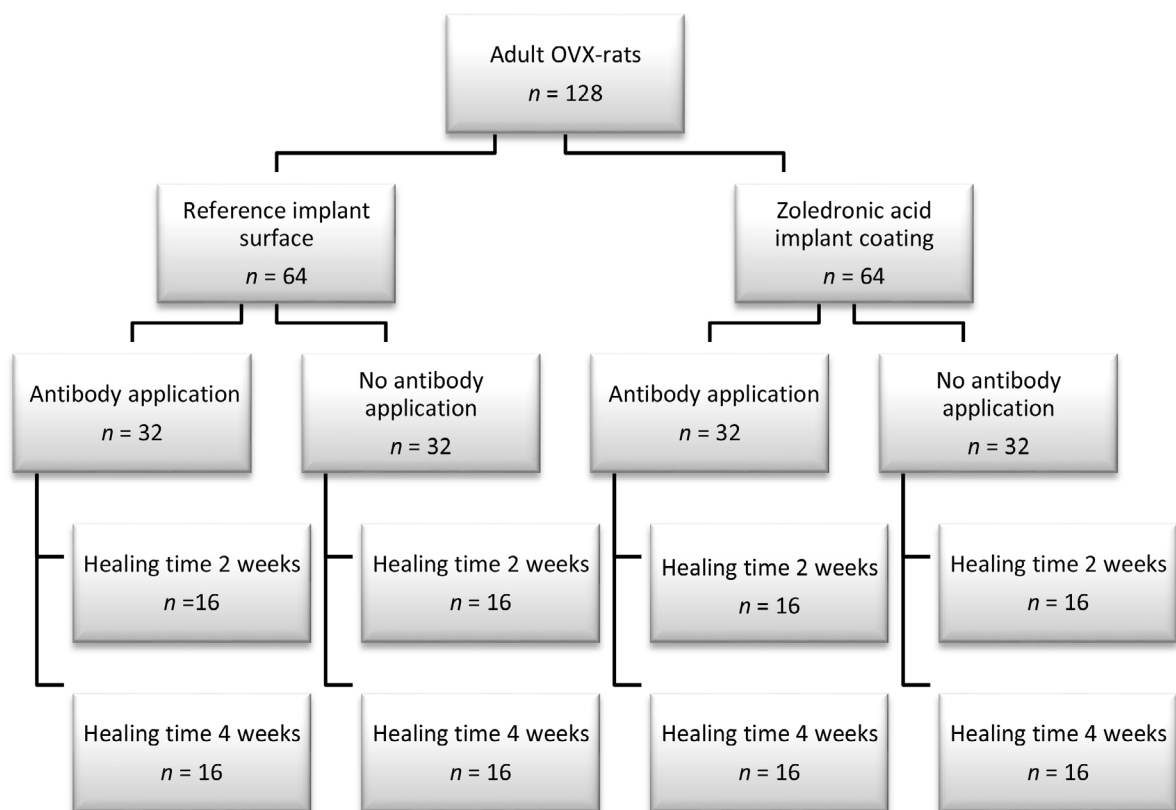 Adult OVX-rats
n = 128
Reference implant
surface
n = 64
Zoledronic acid
implant coating
n = 64
Antibody application
n = 32
No antibody
application
n = 32
Antibody application
n = 32
No antibody
application
n = 32
Healing time 2 weeks
n =16
Healing time 2 weeks
n = 16
Healing time 2 weeks
n = 16
Healing time 2 weeks
n = 16
Healing time 4 weeks
n = 16
Healing time 4 weeks
n = 16
Healing time 4 weeks
n = 16
Healing time 4 weeks
n = 16